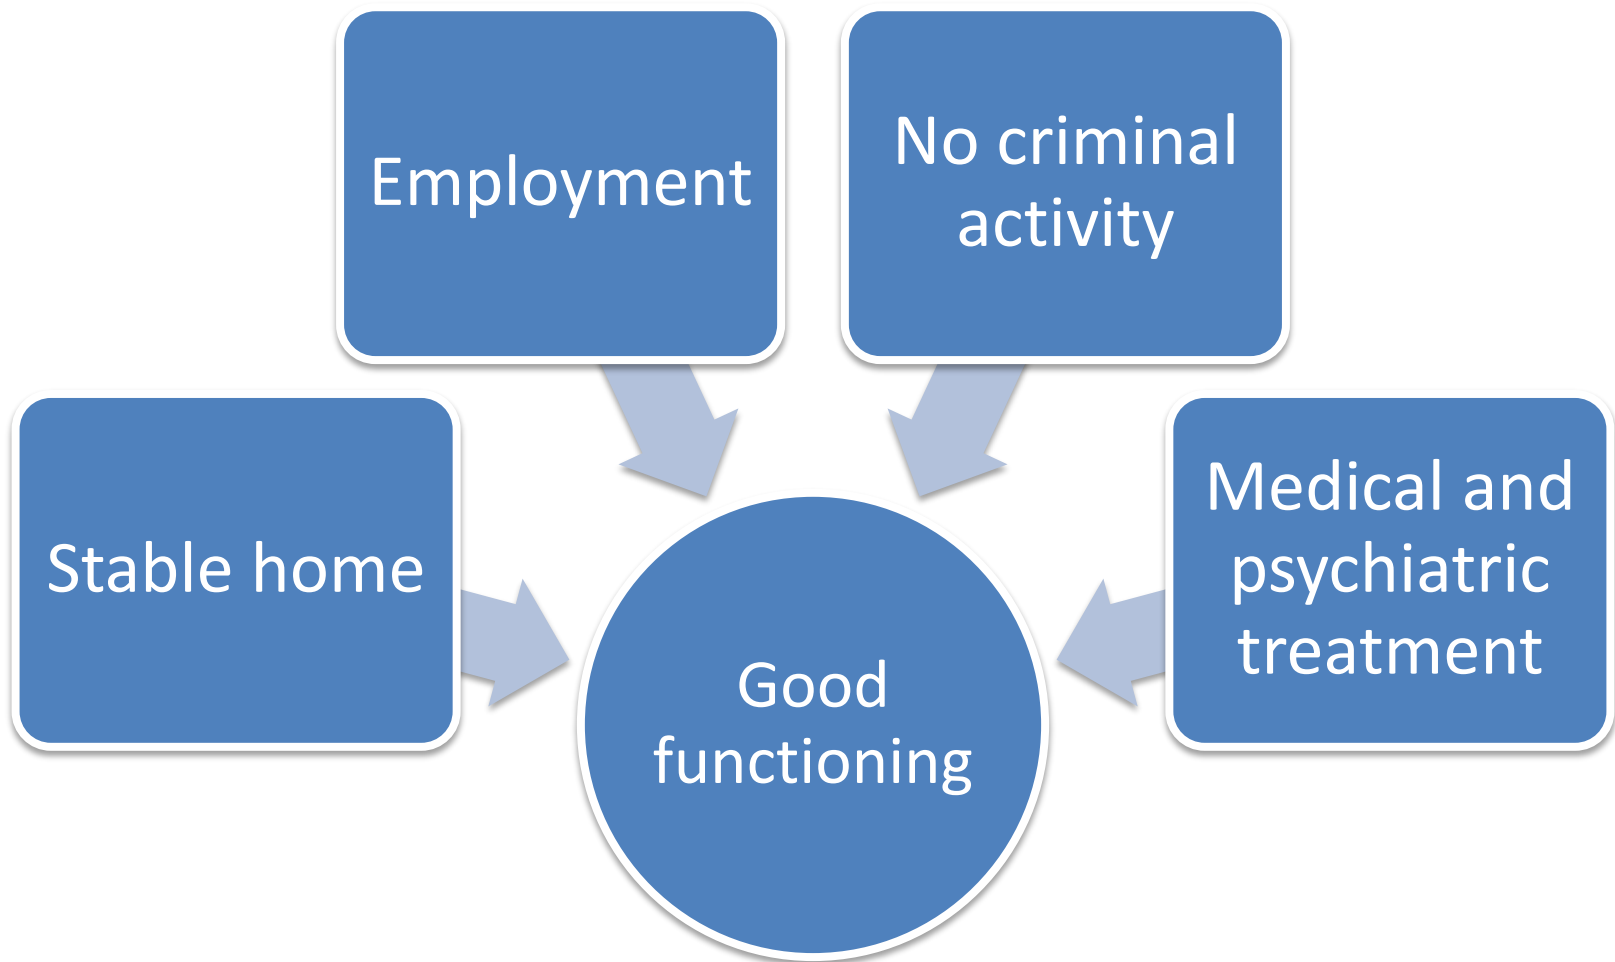 Employment
No criminal
activity
Stable home
Medical and
psychiatric
treatment
Good
functioning